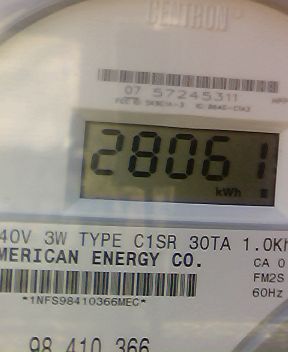 CENTRON
07 57245311
28061
kWh
40V 3W TYPE C1SR 30TA 1.0Kh
MERICAN ENERGY CO.
CA 0
FM2S
60Hz
*1NFS98410366MEC*
98 410 366